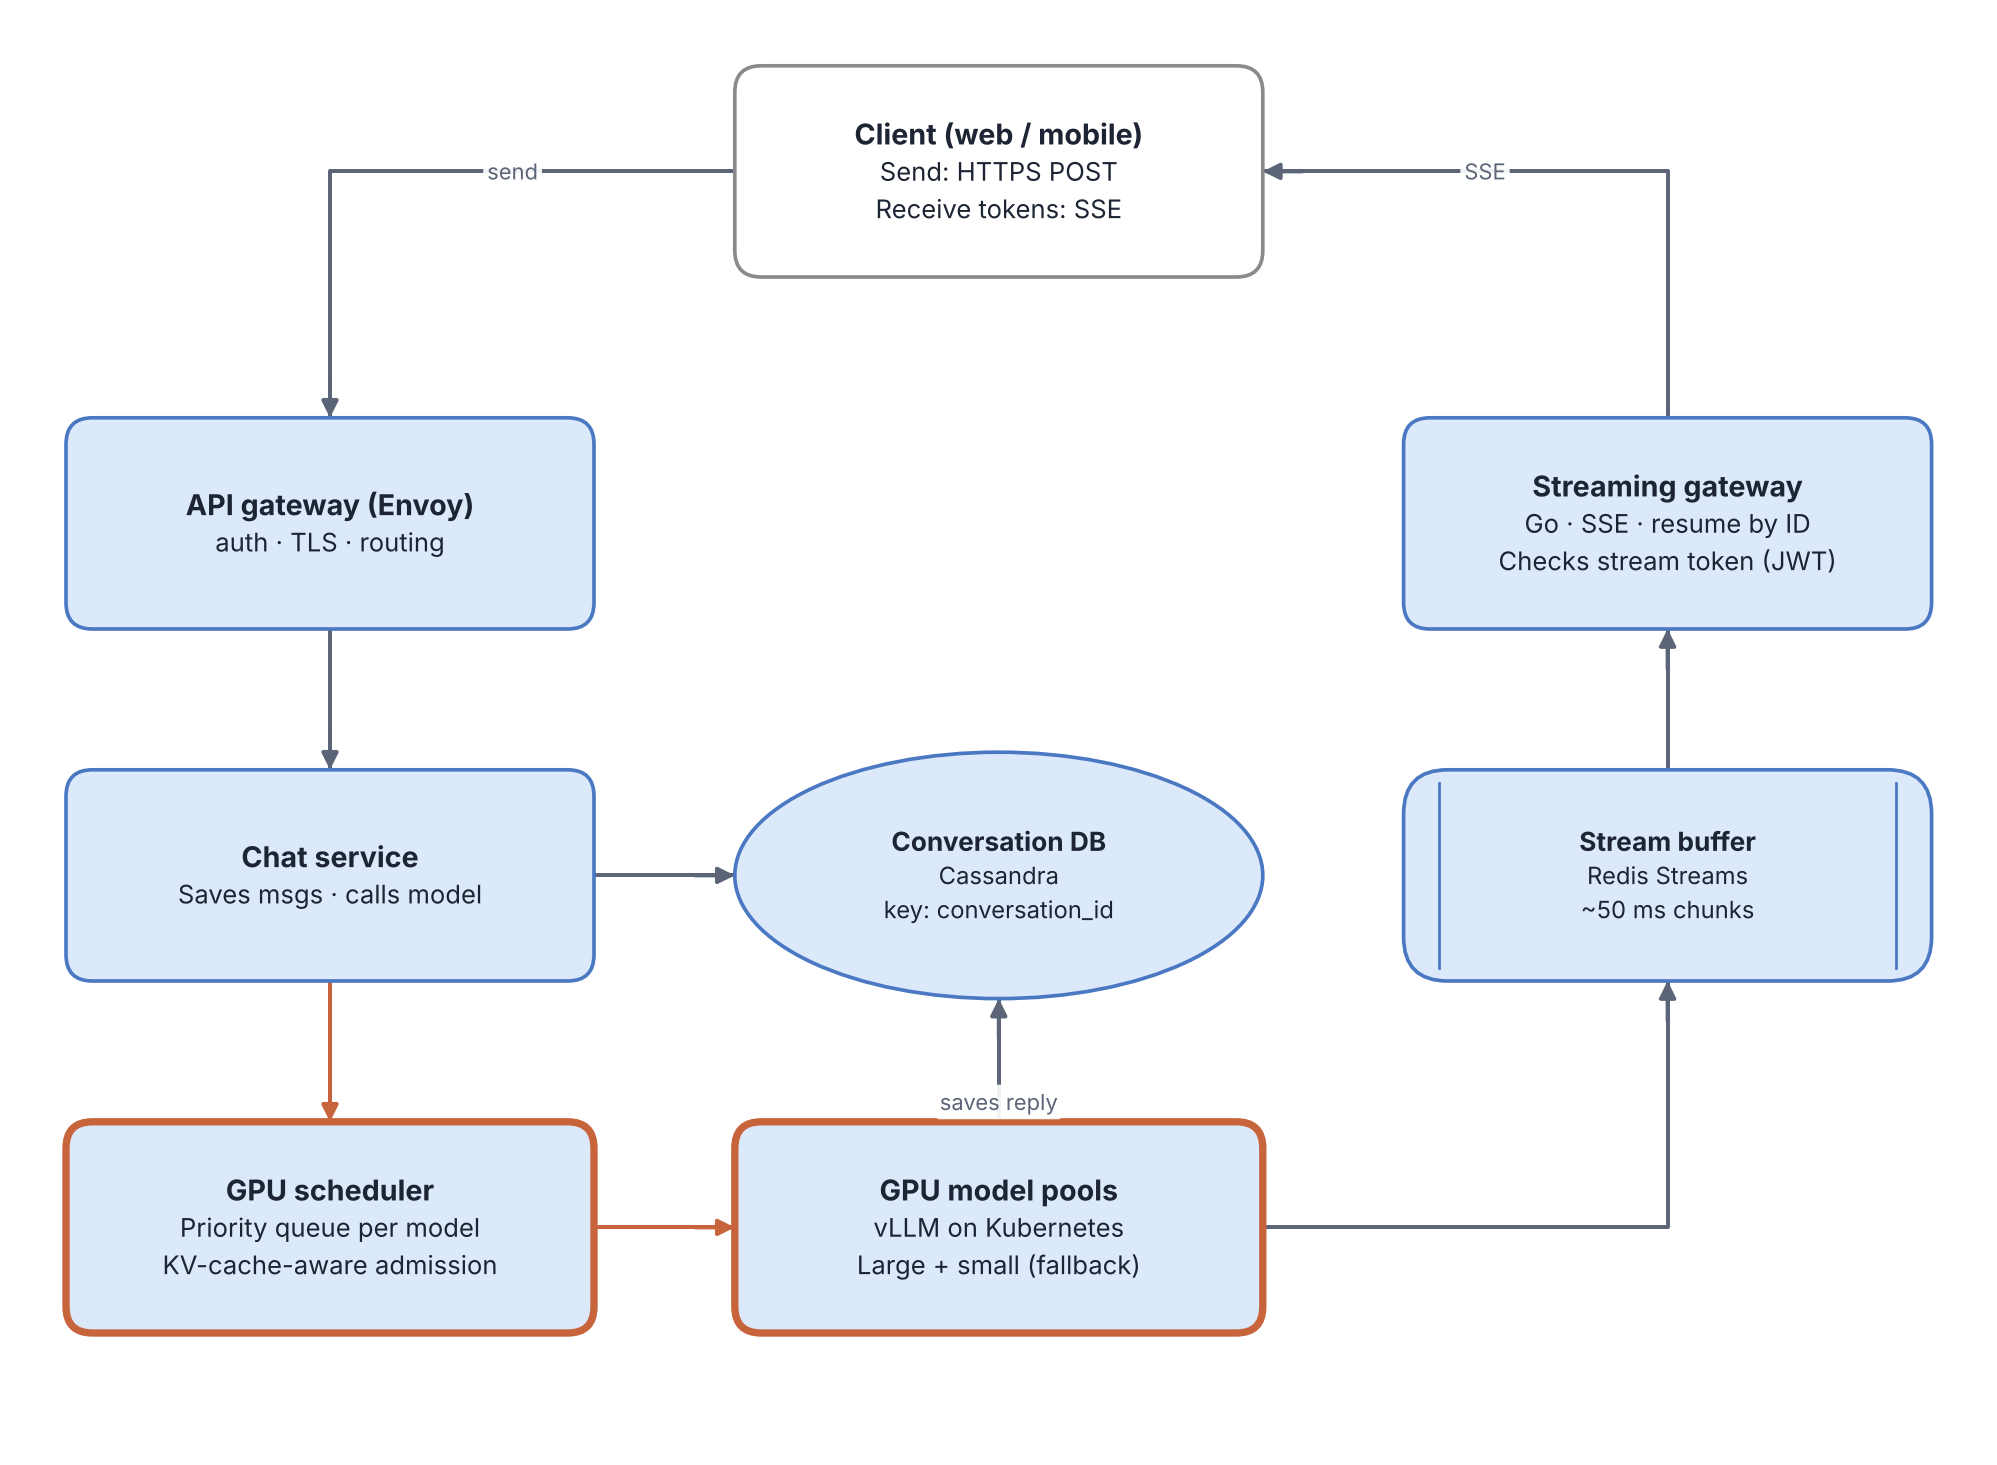 Client (web / mobile)
Send: HTTPS POST
Receive tokens: SSE
send
SSE
API gateway (Envoy)
auth · TLS · routing
Streaming gateway
Go · SSE · resume by ID
Checks stream token (JWT)
Chat service
Saves msgs · calls model
Conversation DB
Cassandra
key: conversation_id
Stream buffer
Redis Streams
~50 ms chunks
saves reply
GPU scheduler
Priority queue per model
KV-cache-aware admission
GPU model pools
vLLM on Kubernetes
Large + small (fallback)